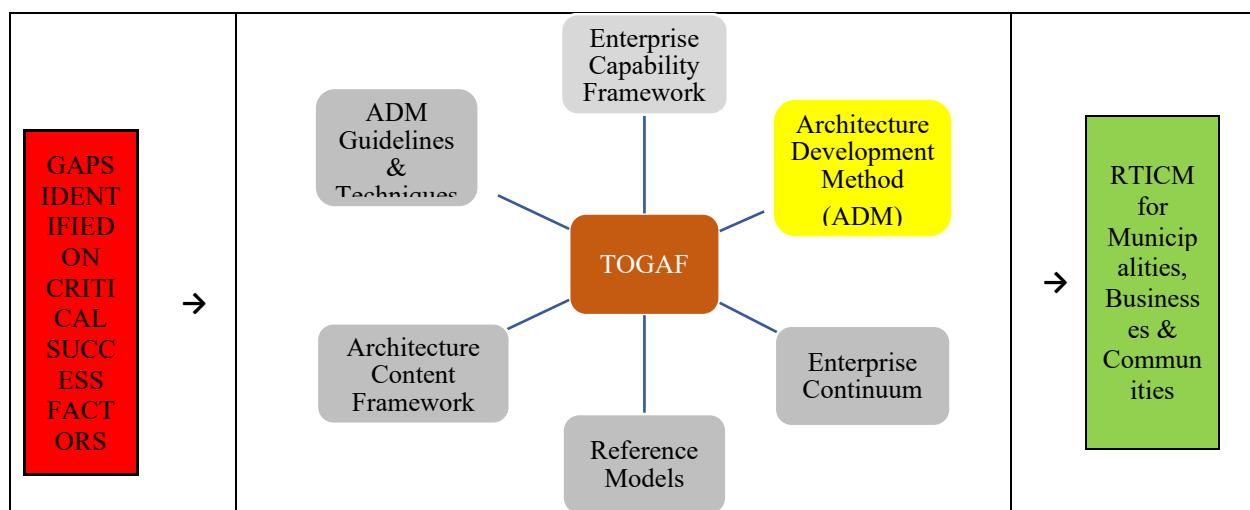 GAPS
IDENT
IFIED
ON
CRITI
CAL
SUCC
ESS
FACT
ORS
→
Enterprise
Capability
Framework
ADM
Guidelines
&
Techniques
Architecture
Development
Method
(ADM)
TOGAF
Architecture
Content
Framework
Enterprise
Continuum
Reference
Models
→
RTICM
for
Municip
alities,
Business
es &
Commun
ities